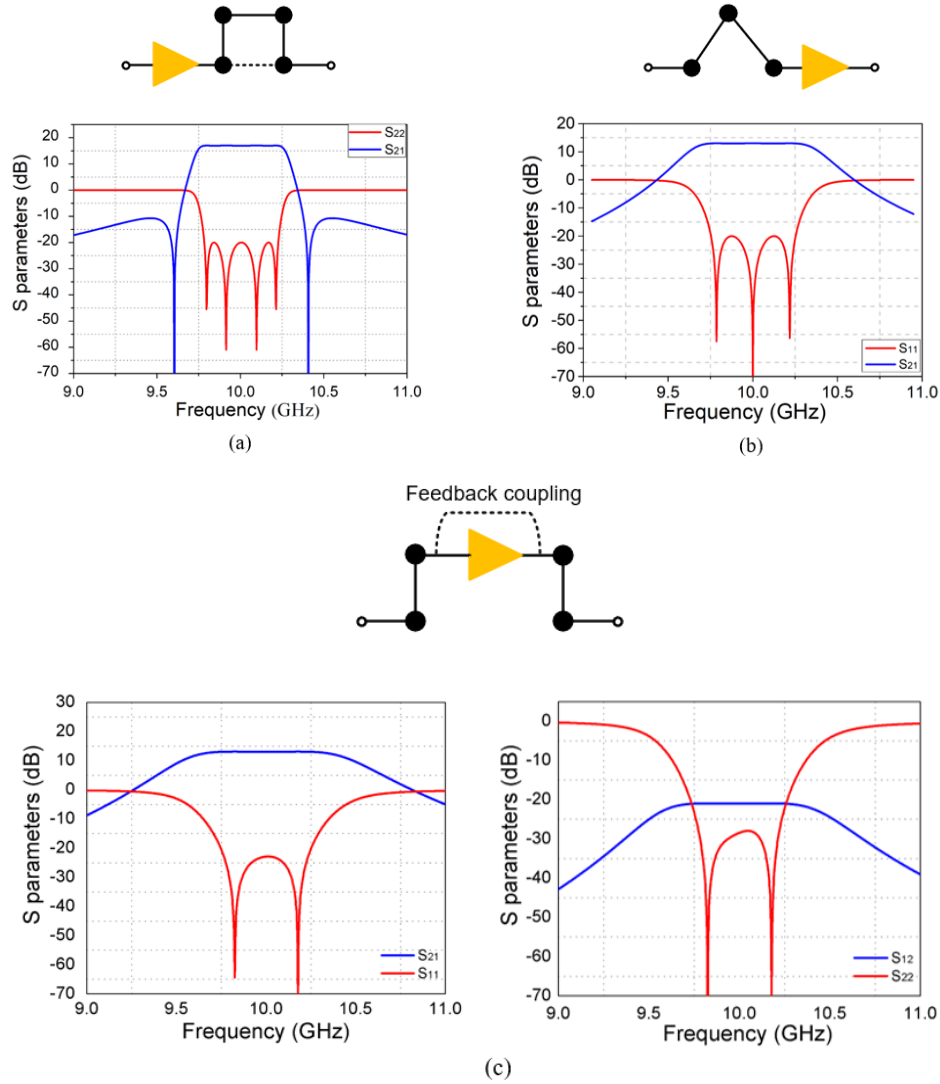 20
10
0
-10
-20
-30
-40
-50
-60
-70
S parameters (dB)
S22
S21
9.0 9.5 10.0 10.5 11.0
Frequency (GHz)
(a)
20
10
0
-10
-20
-30
-40
-50
-60
-70
S parameters (dB)
S11
S21
9.0 9.5 10.0 10.5 11.0
Frequency (GHz)
(b)
Feedback coupling
30
20
10
0
-10
-20
-30
-40
-50
-60
-70
S parameters (dB)
S21
S11
9.0 9.5 10.0 10.5 11.0
Frequency (GHz)
0
-10
-20
-30
-40
-50
-60
-70
S parameters (dB)
S12
S22
9.0 9.5 10.0 10.5 11.0
Frequency (GHz)
(c)